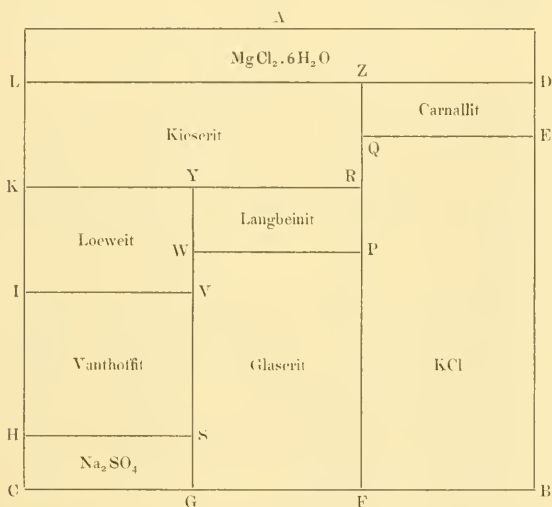 A
MgCl₂.6H₂O
L Z D
Carnallit
Kieserit
Q E
K Y R
Langbeinit
Loeweit
W P
I V
Vanthoffit Glaserit KCl
H S
Na₂SO₄
C G F B